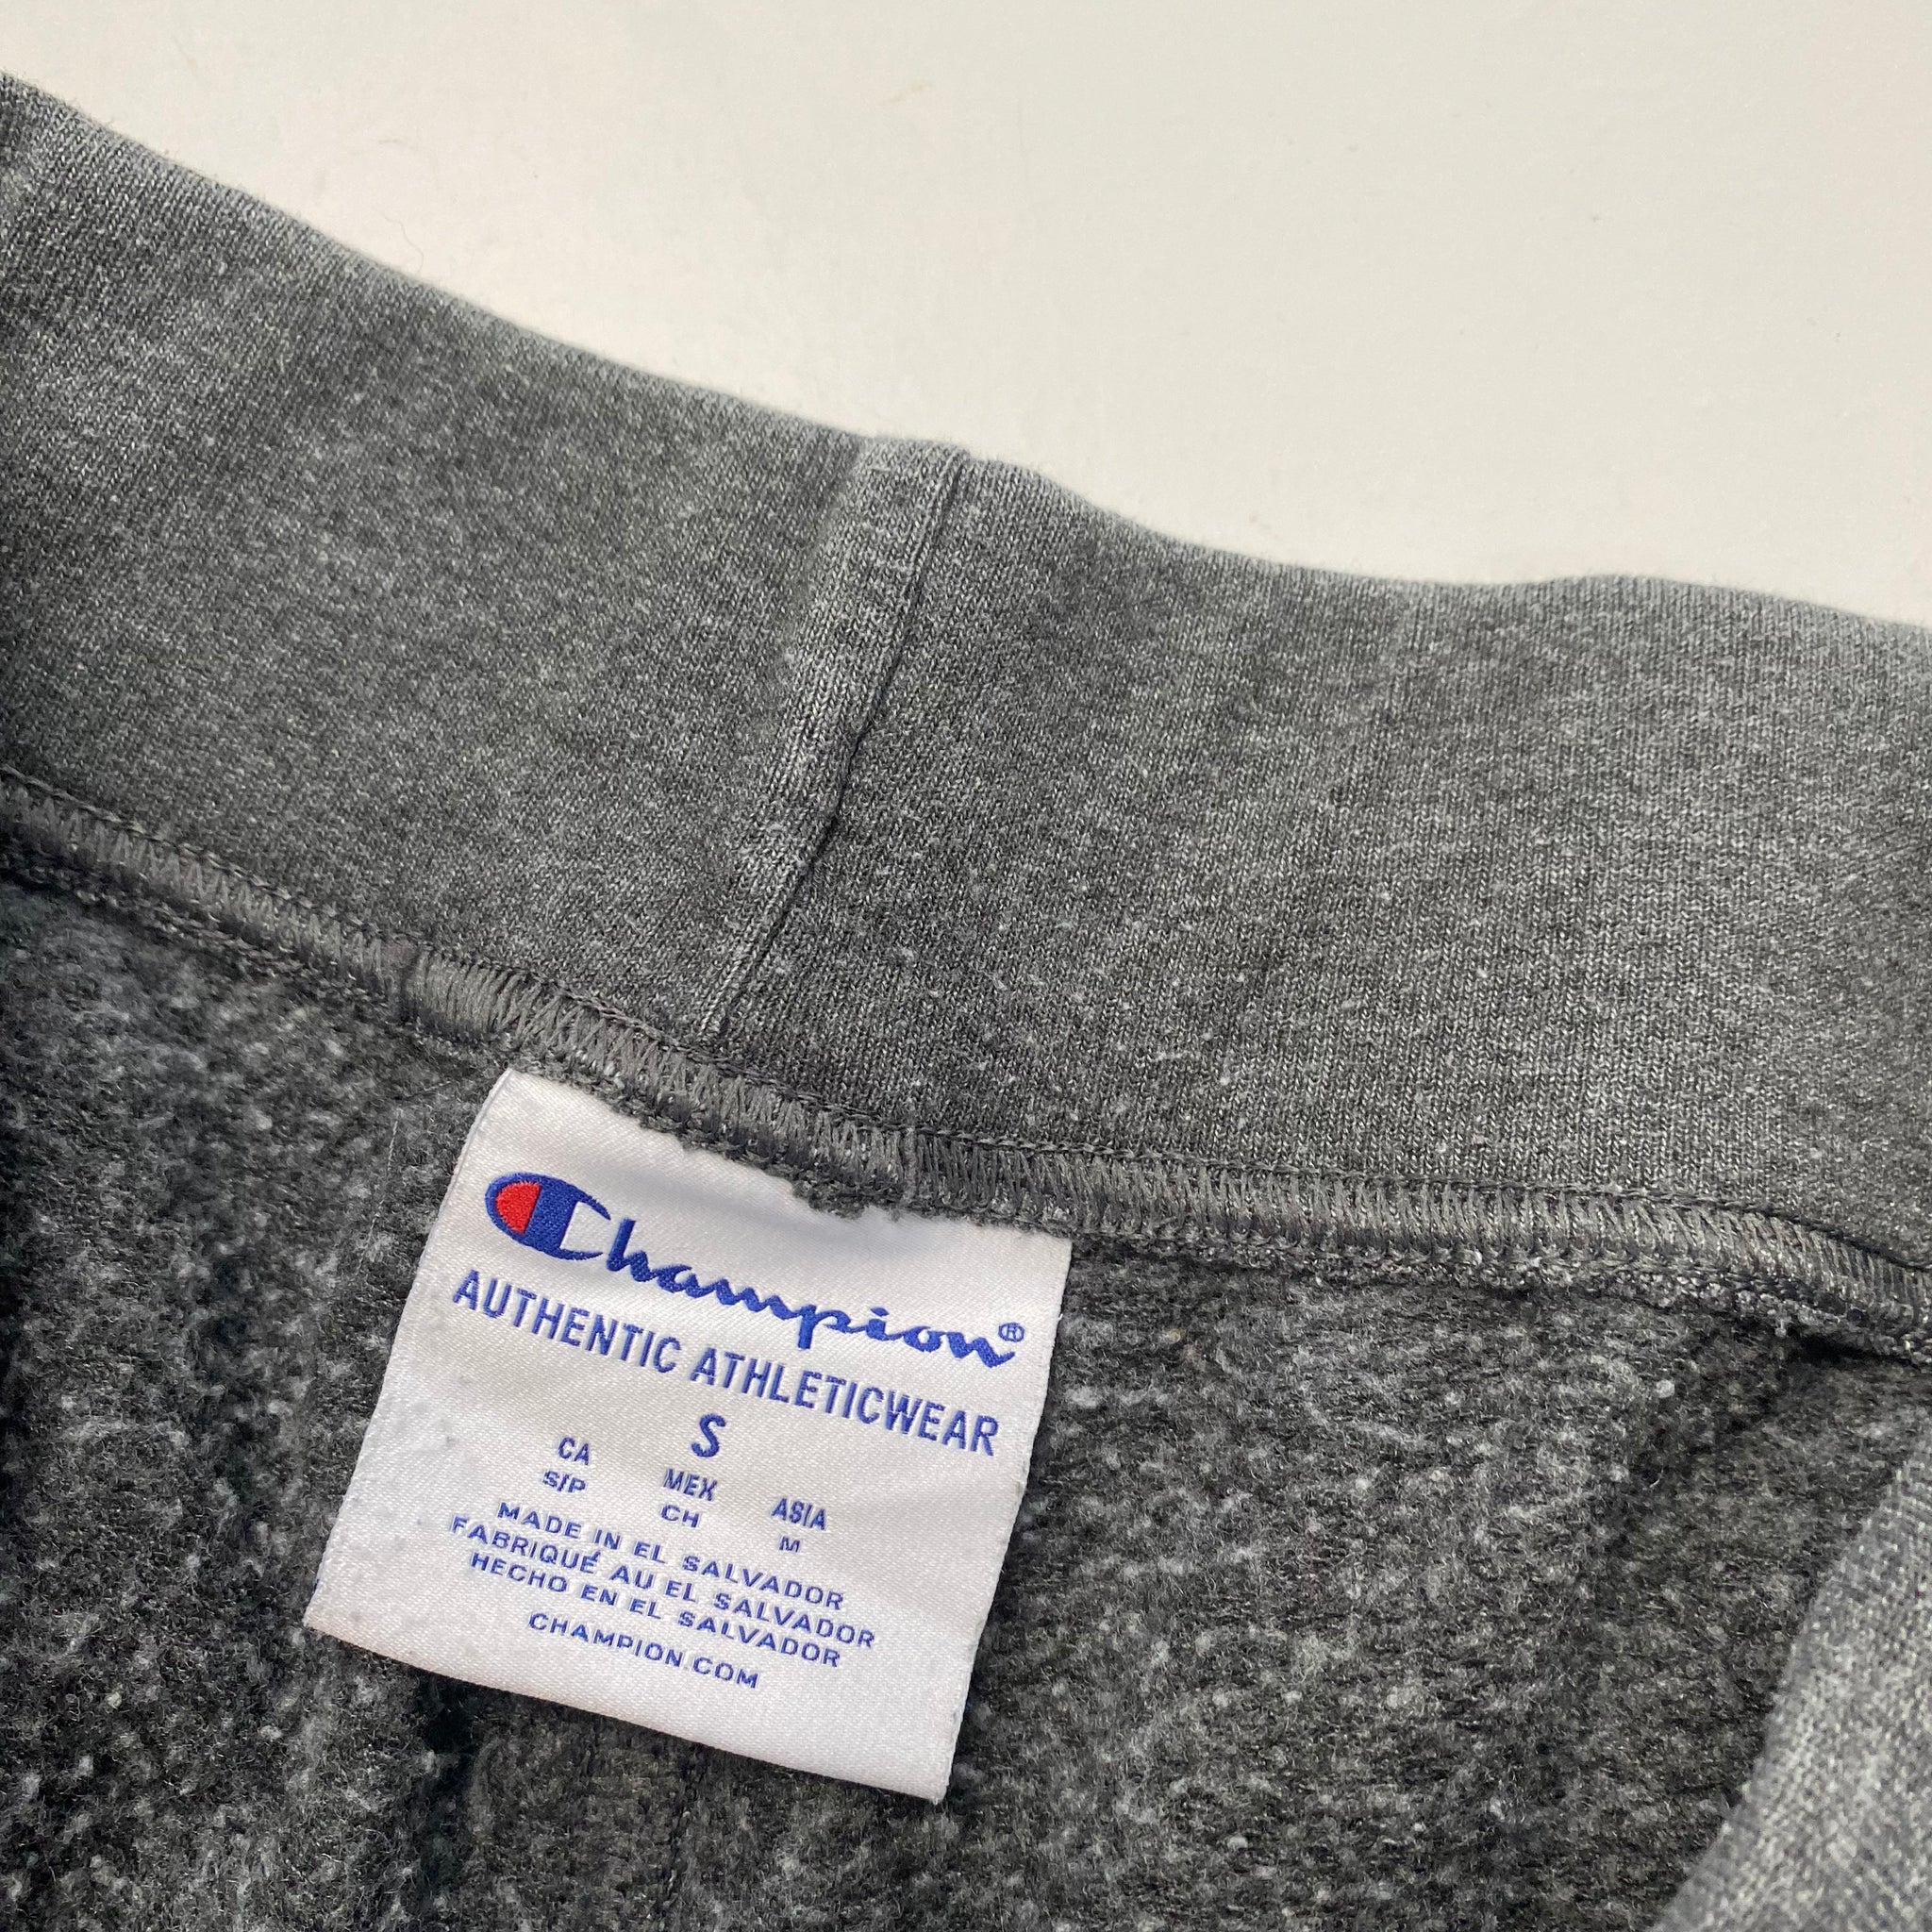 Champion®
AUTHENTIC ATHLETICWEAR
S
CA MEX ASIA
S/P CH M
MADE IN EL SALVADOR
FABRIQUÉ AU EL SALVADOR
HECHO EN EL SALVADOR
CHAMPION.COM